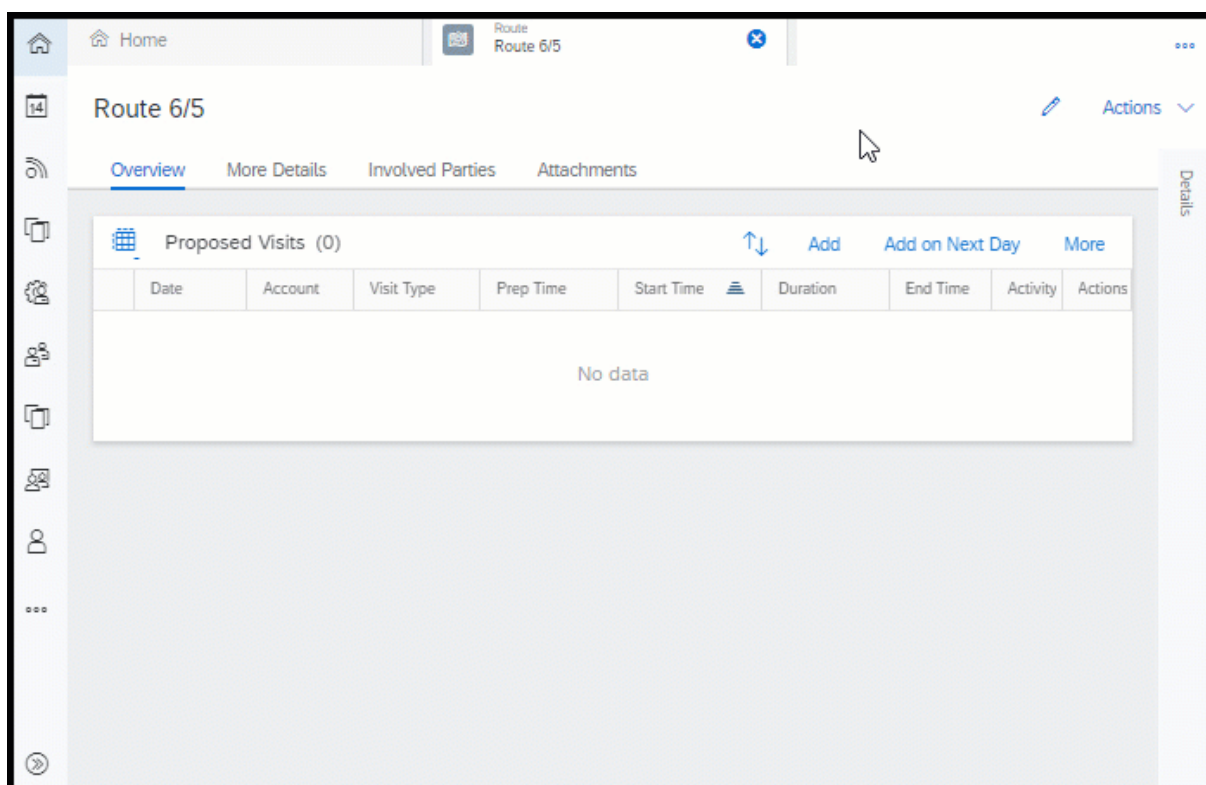 Home
Route
Route 6/5
14
Route 6/5
Actions
Overview More Details Involved Parties Attachments
Details
Proposed Visits (0) Add Add on Next Day More
Date Account Visit Type Prep Time Start Time Duration End Time Activity Actions
No data